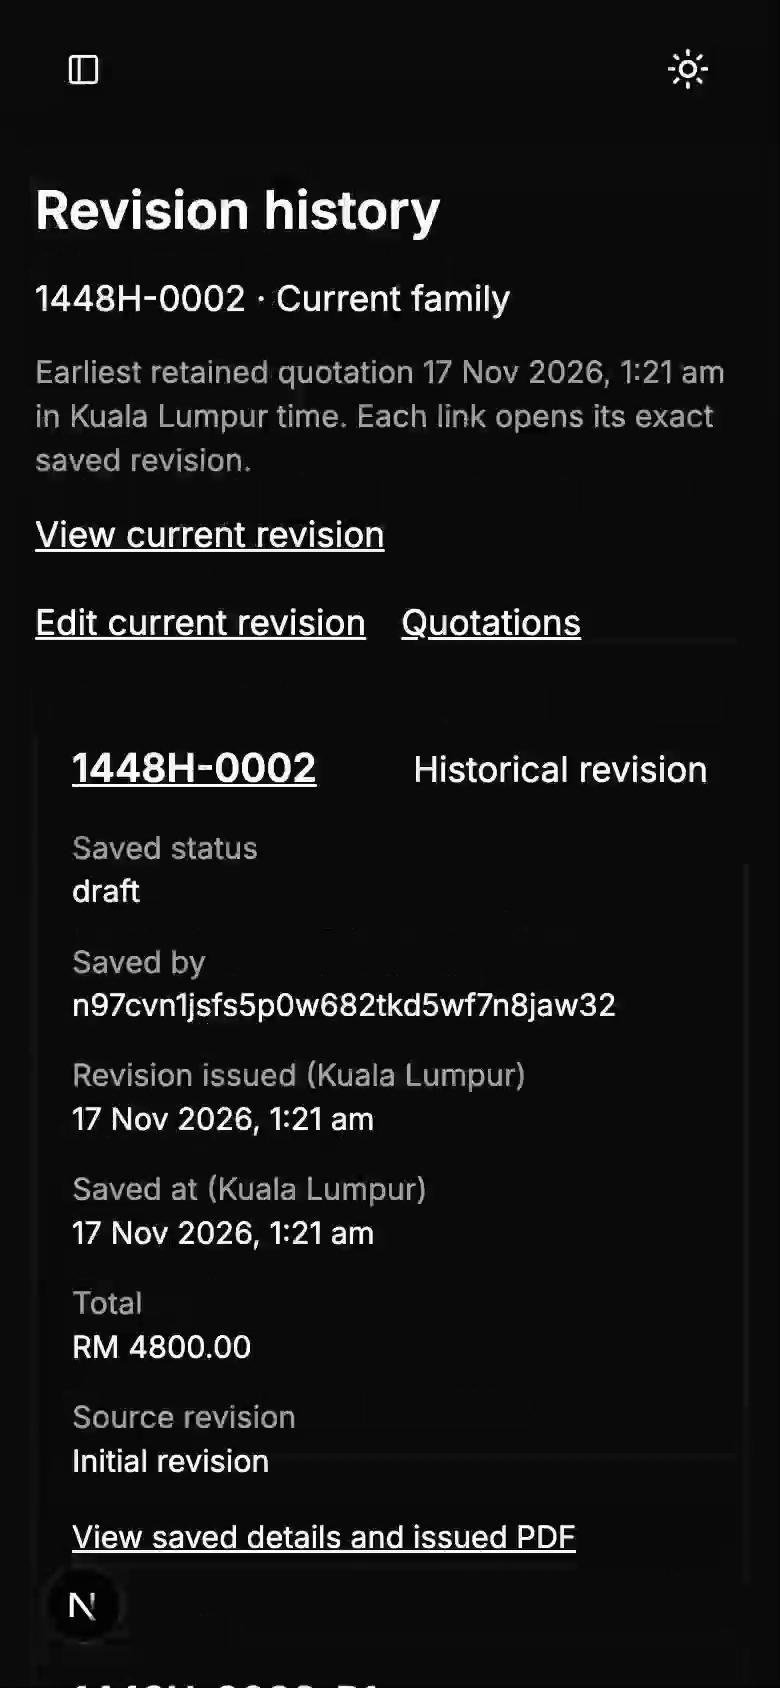 Revision history
1448H-0002 · Current family
Earliest retained quotation 17 Nov 2026, 1:21 am
in Kuala Lumpur time. Each link opens its exact
saved revision.
View current revision
Edit current revision Quotations
1448H-0002 Historical revision
Saved status
draft
Saved by
n97cvn1jsfs5p0w682tkd5wf7n8jaw32
Revision issued (Kuala Lumpur)
17 Nov 2026, 1:21 am
Saved at (Kuala Lumpur)
17 Nov 2026, 1:21 am
Total
RM 4800.00
Source revision
Initial revision
View saved details and issued PDF
N